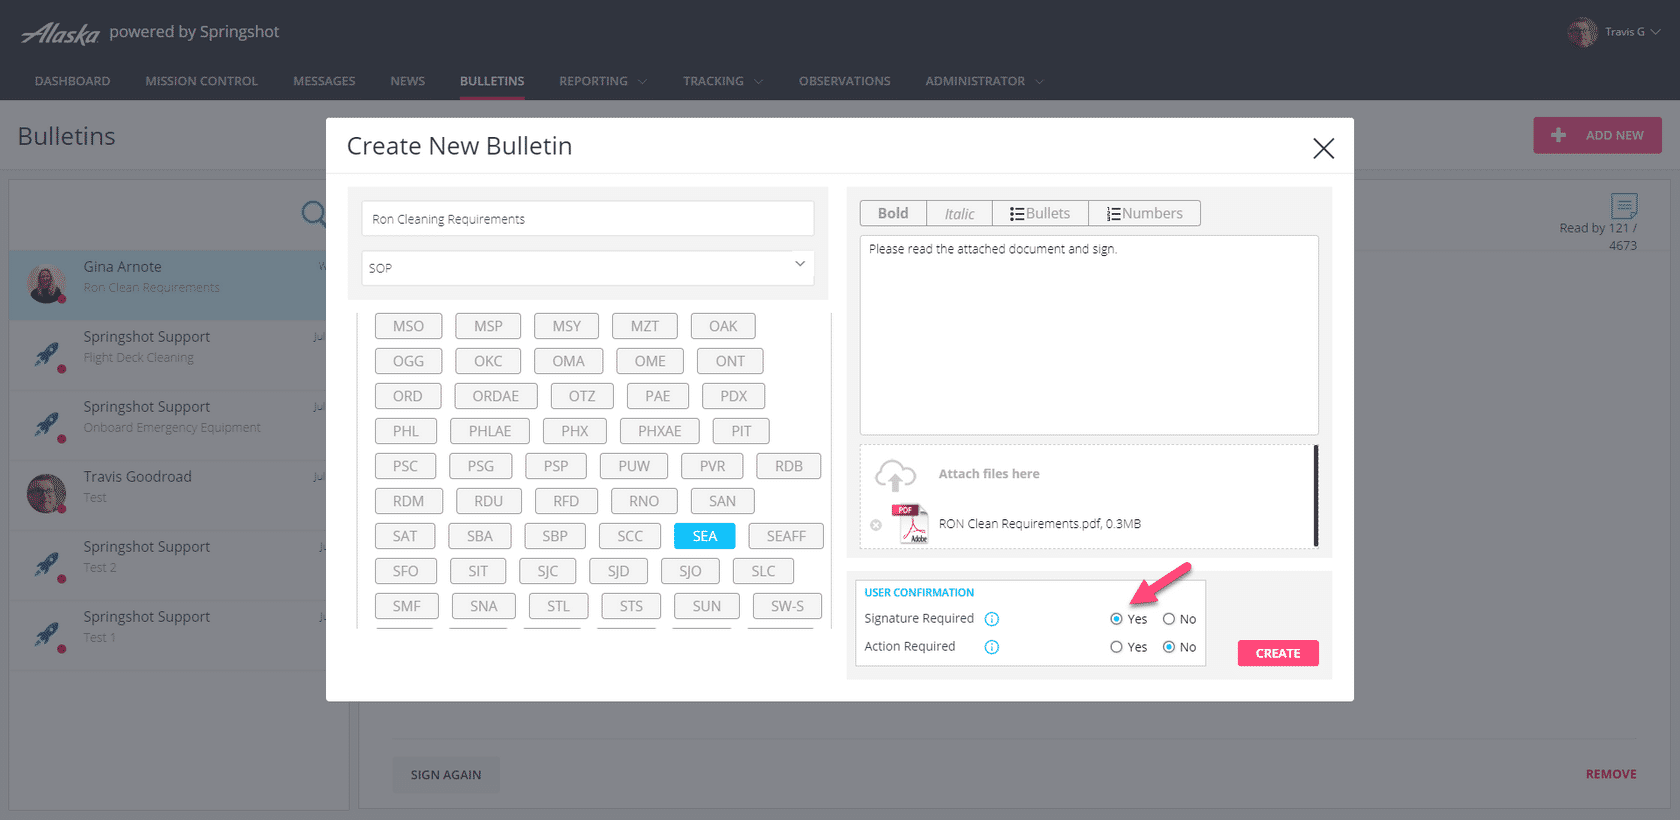 Alaska powered by Springshot
Travis G
DASHBOARD MISSION CONTROL MESSAGES NEWS BULLETINS REPORTING TRACKING OBSERVATIONS ADMINISTRATOR
Bulletins
ADD NEW
Create New Bulletin
Ron Cleaning Requirements
SOP
MSO MSP MSY MZT OAK
OGG OKC OMA OME ONT
ORD ORDAE OTZ PAE PDX
PHL PHLAE PHX PHXAE PIT
PSC PSG PSP PUW PVR RDB
RDM RDU RFD RNO SAN
SAT SBA SBP SCC SEA SEAFF
SFO SIT SJC SJD SJO SLC
SMF SNA STL STS SUN SW-S
Bold Italic Bullets Numbers
Please read the attached document and sign.
Attach files here
PDF
Adobe
RON Clean Requirements.pdf, 0.3MB
USER CONFIRMATION
Signature Required Yes No
Action Required Yes No
CREATE
Gina Arnote W
Ron Clean Requirements
Springshot Support Jul
Flight Deck Cleaning
Springshot Support Jul
Onboard Emergency Equipment
Travis Goodroad Jul
Test
Springshot Support Jul
Test 2
Springshot Support Jul
Test 1
Read by 121 /
4673
SIGN AGAIN
REMOVE